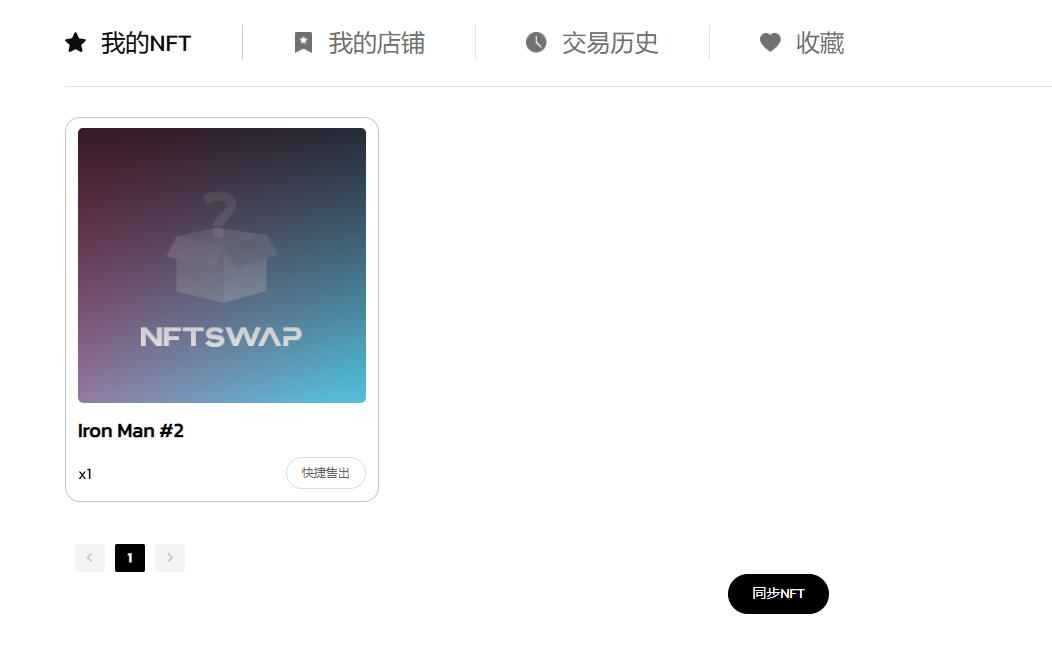 我的NFT
我的店铺
交易历史
收藏
?
NFTSWAP
Iron Man #2
x1
快捷售出
< 1 >
同步NFT